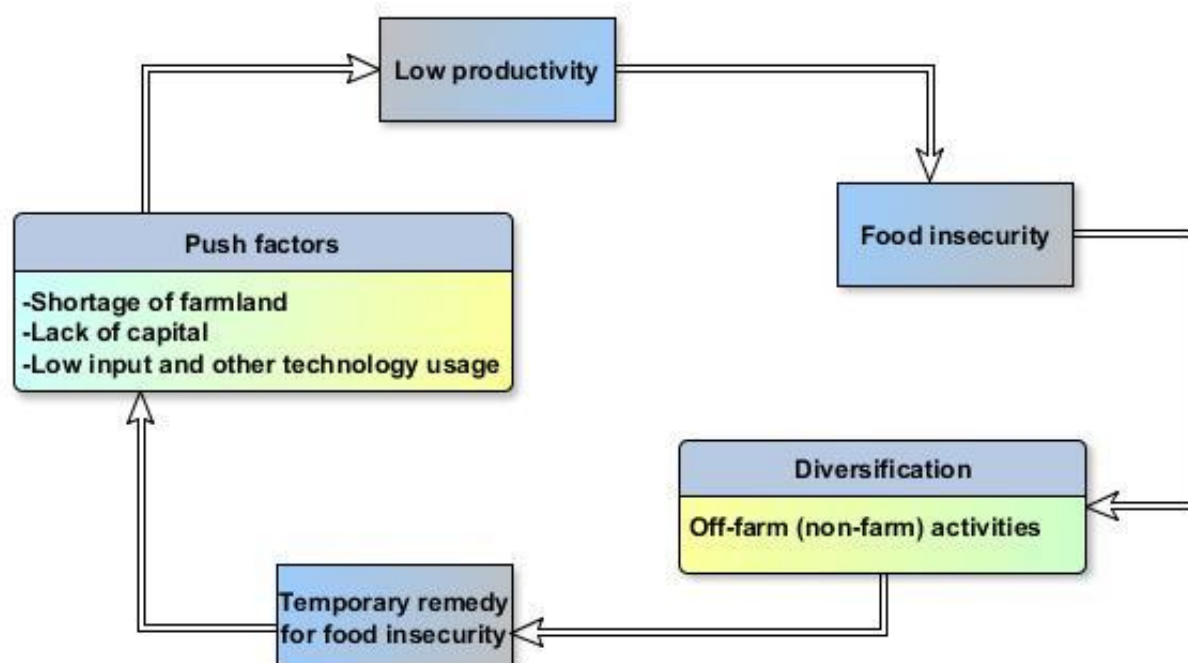 Low productivity
Food insecurity
Push factors
-Shortage of farmland
-Lack of capital
-Low input and other technology usage
Diversification
Off-farm (non-farm) activities
Temporary remedy
for food insecurity